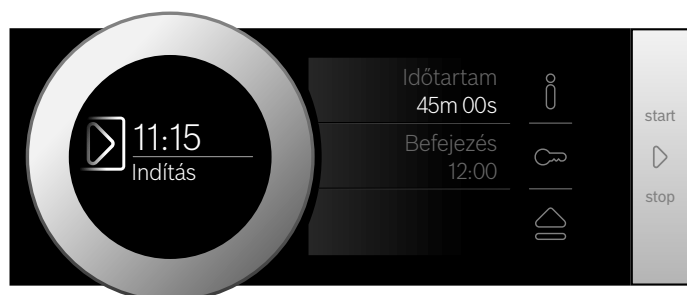 11:15
Indítás
Időtartam
45m 00s
Befejezés
12:00
start
stop